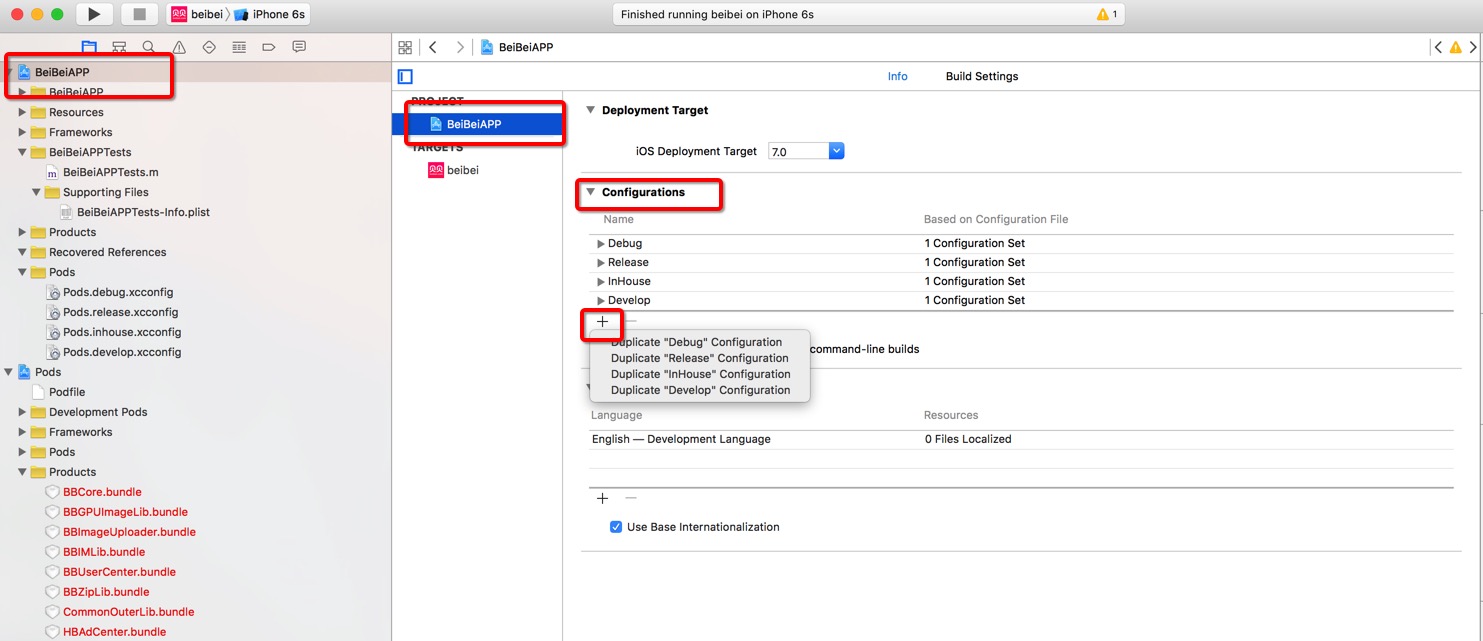 beibei iPhone 6s
Finished running beibei on iPhone 6s
1
BeiBeiAPP
BeiBeiAPP
Resources
Frameworks
BeiBeiAPPTests
BeiBeiAPPTests.m
Supporting Files
BeiBeiAPPTests-Info.plist
Products
Recovered References
Pods
Pods.debug.xcconfig
Pods.release.xcconfig
Pods.inhouse.xcconfig
Pods.develop.xcconfig
Pods
Podfile
Development Pods
Frameworks
Pods
Products
BBCore.bundle
BBGPUImageLib.bundle
BBImageUploader.bundle
BBIMLib.bundle
BBUserCenter.bundle
BBZipLib.bundle
CommonOuterLib.bundle
HBAdCenter.bundle
BeiBeiAPP
Info Build Settings
PROJECT
BeiBeiAPP
TARGETS
beibei
Deployment Target
iOS Deployment Target 7.0
Configurations
Name Based on Configuration File
Debug 1 Configuration Set
Release 1 Configuration Set
InHouse 1 Configuration Set
Develop 1 Configuration Set
Duplicate "Debug" Configuration
command-line builds
Duplicate "Release" Configuration
Duplicate "InHouse" Configuration
Duplicate "Develop" Configuration
Language Resources
English — Development Language 0 Files Localized
Use Base Internationalization